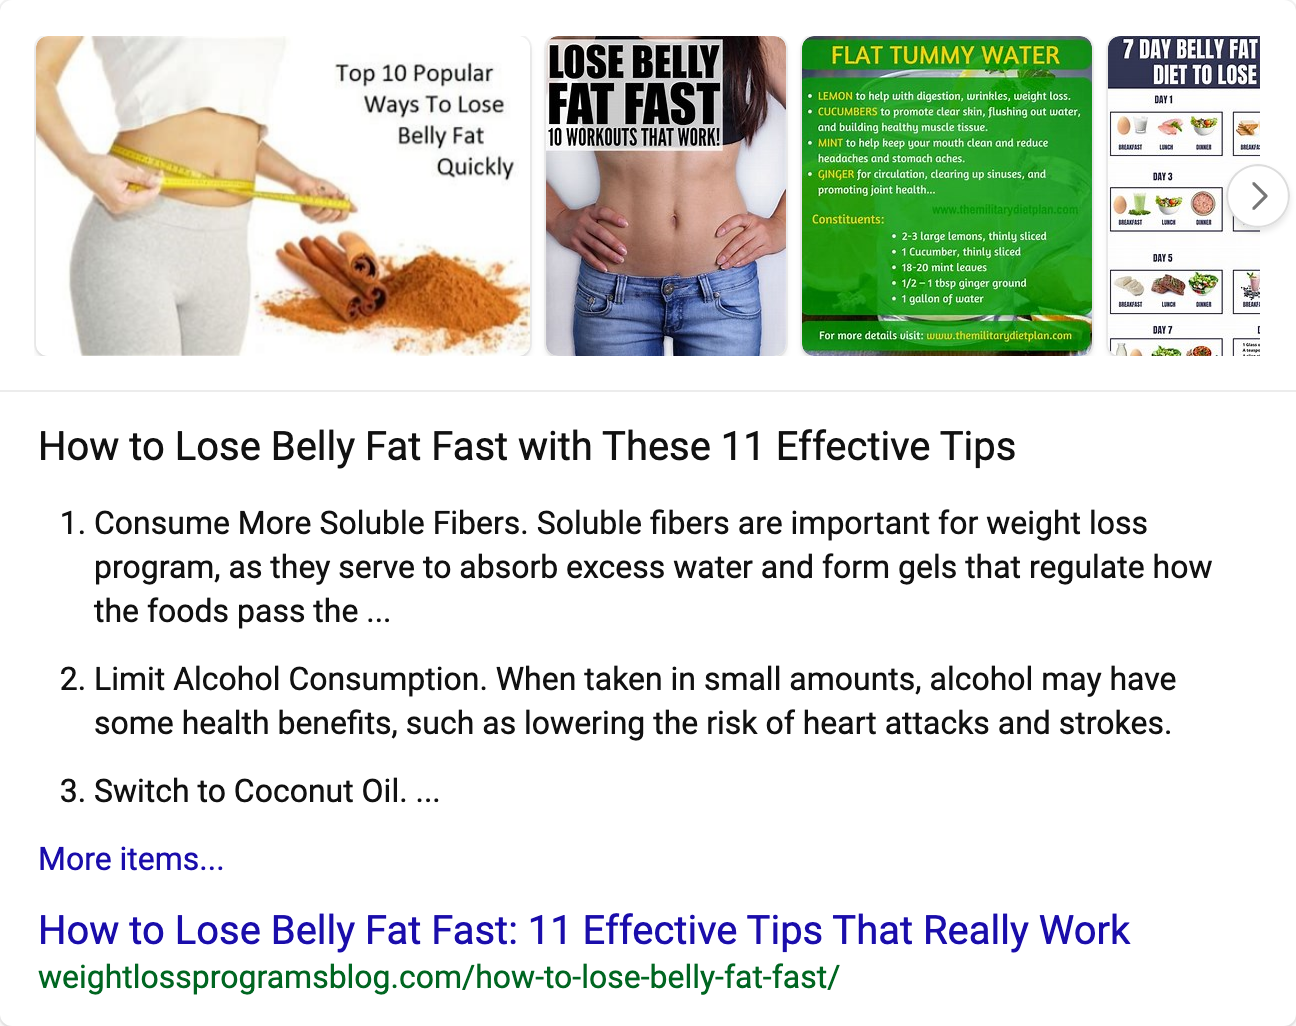 Top 10 Popular
Ways To Lose
Belly Fat
Quickly
LOSE BELLY
FAT FAST
10 WORKOUTS THAT WORK!
FLAT TUMMY WATER
• LEMON to help with digestion, wrinkles, weight loss.
• CUCUMBERS to promote clear skin, flushing out water,
and building healthy muscle tissue.
• MINT to help keep your mouth clean and reduce
headaches and stomach aches.
• GINGER for circulation, clearing up sinuses, and
promoting joint health...
www.themilitarydietplan.com
Constituents:
• 2-3 large lemons, thinly sliced
• 1 Cucumber, thinly sliced
• 18-20 mint leaves
• 1/2 – 1 tbsp ginger ground
• 1 gallon of water
For more details visit: www.themilitarydietplan.com
7 DAY BELLY FAT
DIET TO LOSE
DAY 1
BREAKFAST LUNCH DINNER
DAY 3
BREAKFAST LUNCH DINNER
DAY 5
BREAKFAST LUNCH DINNER
DAY 7
How to Lose Belly Fat Fast with These 11 Effective Tips
1. Consume More Soluble Fibers. Soluble fibers are important for weight loss
program, as they serve to absorb excess water and form gels that regulate how
the foods pass the ...
2. Limit Alcohol Consumption. When taken in small amounts, alcohol may have
some health benefits, such as lowering the risk of heart attacks and strokes.
3. Switch to Coconut Oil. ...
More items...
How to Lose Belly Fat Fast: 11 Effective Tips That Really Work
weightlossprogramsblog.com/how-to-lose-belly-fat-fast/